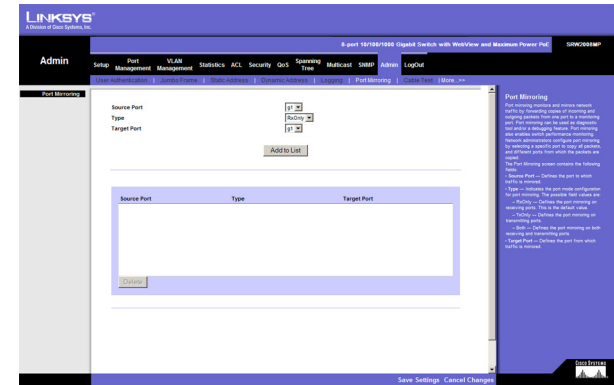 LINKSYS®
A Division of Cisco Systems, Inc.
8-port 10/100/1000 Gigabit Switch with WebView and Maximum Power PoE
SRW2008MP
Admin
Setup Port Management VLAN Management Statistics ACL Security QoS Spanning Tree Multicast SNMP Admin LogOut
User Authentication | Jumbo Frame | Static Address | Dynamic Address | Logging | Port Mirroring | Cable Test | More...>>
Port Mirroring
Source Port g1
Type RxOnly
Target Port g1
Add to List
Source Port Type Target Port
Delete
Port Mirroring
Port mirroring monitors and mirrors network
traffic by forwarding copies of incoming and
outgoing packets from one port to a monitoring
port. Port mirroring can be used as diagnostic
tool and/or a debugging feature. Port mirroring
also enables switch performance monitoring.
Network administrators configure port mirroring
by selecting a specific port to copy all packets,
and different ports from which the packets are
copied.
The Port Mirroring screen contains the following
fields:
• Source Port — Defines the port to which
traffic is mirrored.
• Type — Indicates the port mode configuration
for port mirroring. The possible field values are:
– RxOnly — Defines the port mirroring on
receiving ports. This is the default value.
– TxOnly — Defines the port mirroring on
transmitting ports.
– Both — Defines the port mirroring on both
receiving and transmitting ports.
• Target Port — Defines the port from which
traffic is mirrored.
Save Settings Cancel Changes
CISCO SYSTEMS